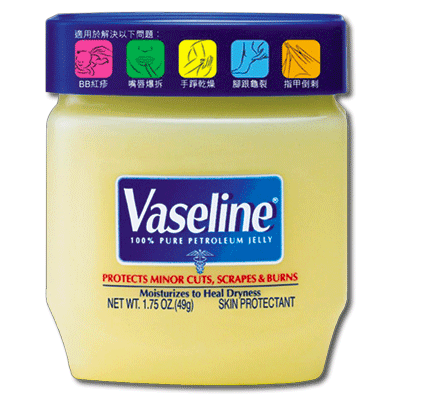 適用於解決以下問題：
BB紅疹 嘴唇爆拆 手踭乾燥 腳跟龜裂 指甲倒刺
Vaseline®
100% PURE PETROLEUM JELLY
PROTECTS MINOR CUTS, SCRAPES & BURNS
Moisturizes to Heal Dryness
NET WT. 1.75 OZ.(49g) SKIN PROTECTANT